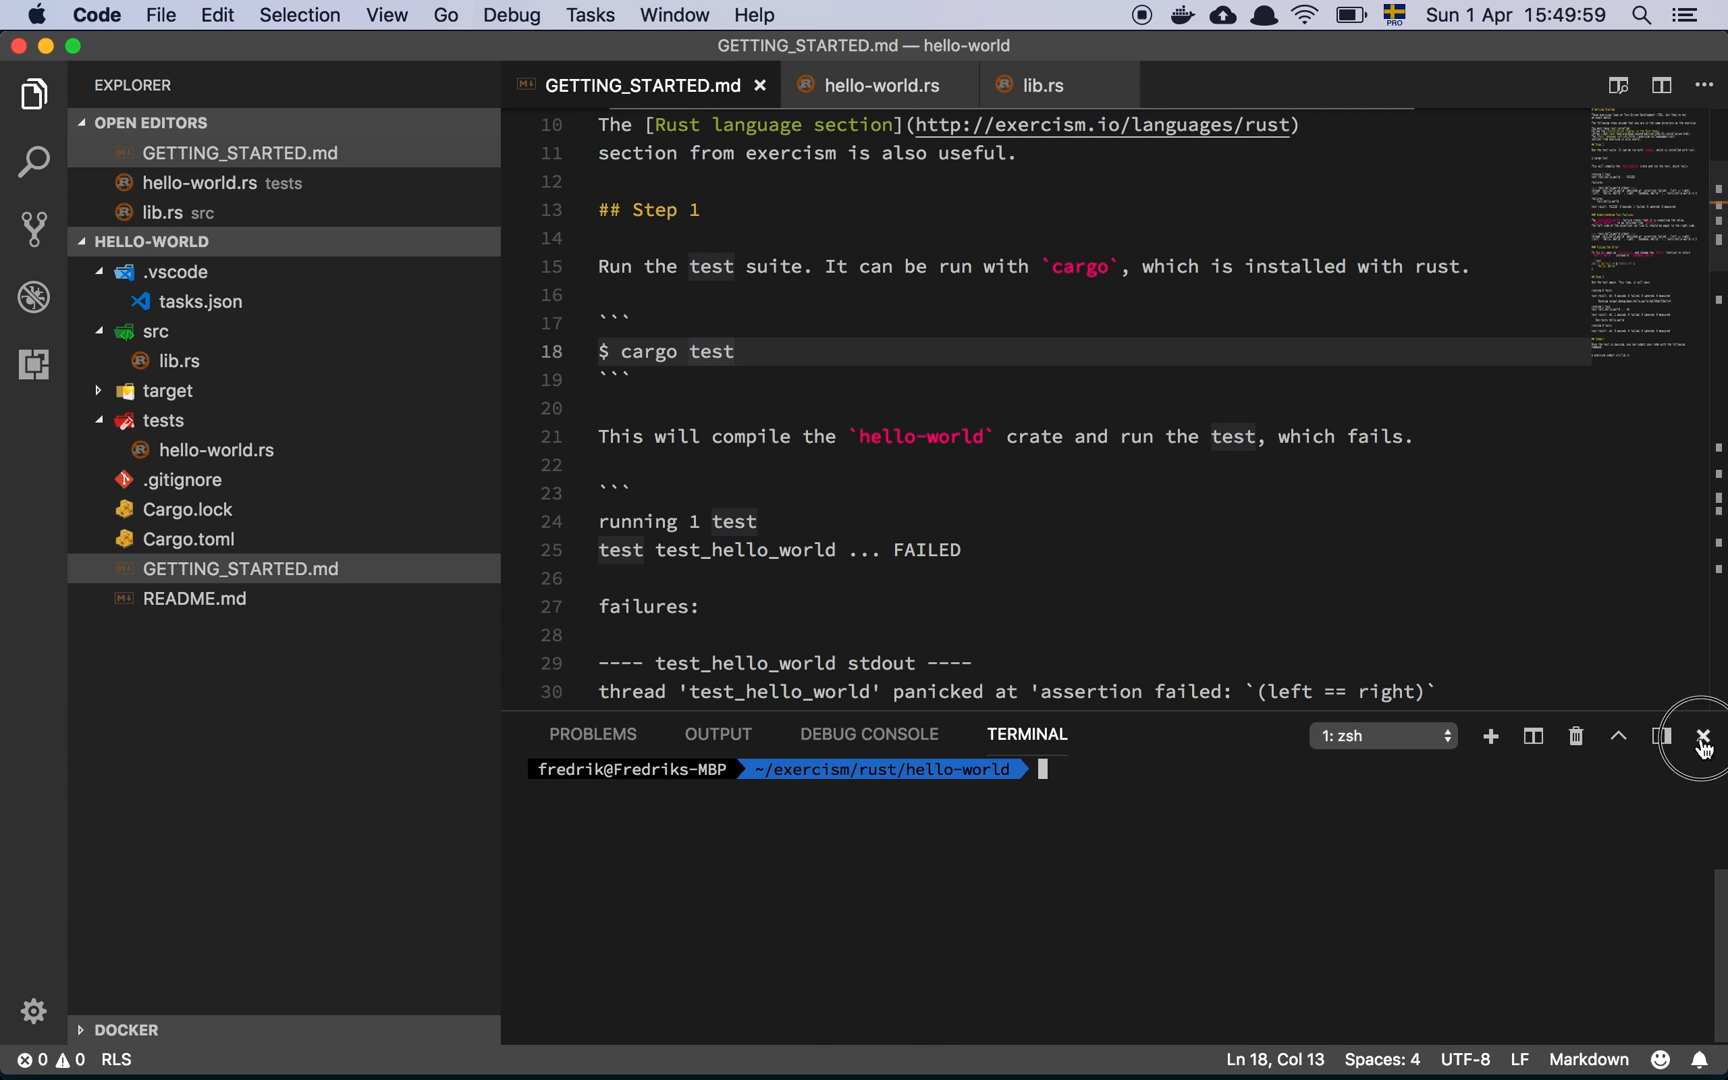 Code File Edit Selection View Go Debug Tasks Window Help PRO Sun 1 Apr 15:49:59
GETTING_STARTED.md — hello-world
EXPLORER
OPEN EDITORS
GETTING_STARTED.md
hello-world.rs tests
lib.rs src
HELLO-WORLD
.vscode
tasks.json
src
lib.rs
target
tests
hello-world.rs
.gitignore
Cargo.lock
Cargo.toml
GETTING_STARTED.md
README.md
DOCKER
GETTING_STARTED.md hello-world.rs lib.rs
10 The [Rust language section](http://exercism.io/languages/rust)
11 section from exercism is also useful.
12
13 ## Step 1
14
15 Run the test suite. It can be run with `cargo`, which is installed with rust.
16
17 ```
18 $ cargo test
19 ```
20
21 This will compile the `hello-world` crate and run the test, which fails.
22
23 ```
24 running 1 test
25 test test_hello_world ... FAILED
26
27 failures:
28
29 ---- test_hello_world stdout ----
30 thread 'test_hello_world' panicked at 'assertion failed: `(left == right)`
PROBLEMS OUTPUT DEBUG CONSOLE TERMINAL 1: zsh
fredrik@Fredriks-MBP ~/exercism/rust/hello-world
0 0 RLS Ln 18, Col 13 Spaces: 4 UTF-8 LF Markdown